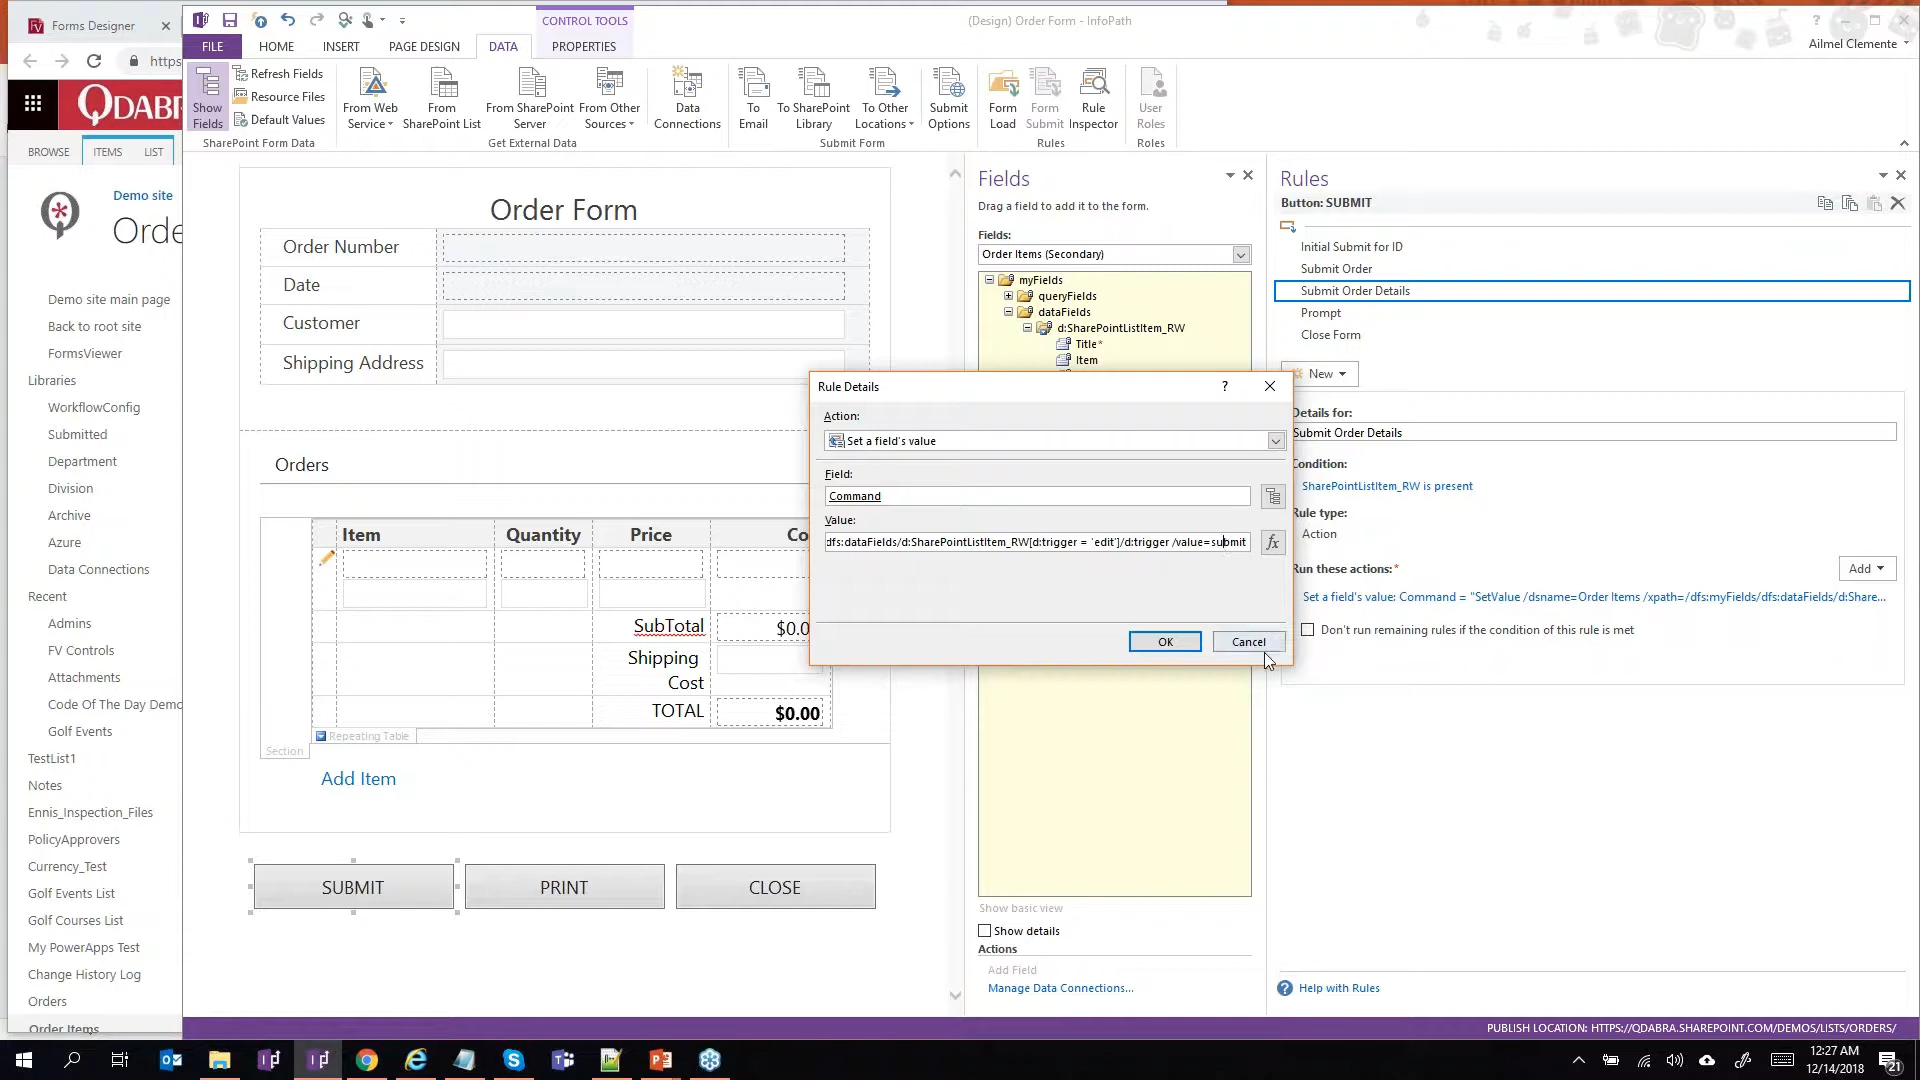 Forms Designer
https
QDABRA
BROWSE ITEMS LIST
Demo site
Orde
Demo site main page
Back to root site
FormsViewer
Libraries
WorkflowConfig
Submitted
Department
Division
Archive
Azure
Data Connections
Recent
Admins
FV Controls
Attachments
Code Of The Day Demo
Golf Events
TestList1
Notes
Ennis_Inspection_Files
PolicyApprovers
Currency_Test
Golf Events List
Golf Courses List
My PowerApps Test
Change History Log
Orders
Order Items
CONTROL TOOLS
(Design) Order Form - InfoPath
FILE HOME INSERT PAGE DESIGN DATA PROPERTIES
Ailmel Clemente
Show Fields
Refresh Fields
Resource Files
Default Values
SharePoint Form Data
From Web Service
From SharePoint List
From SharePoint Server
From Other Sources
Data Connections
Get External Data
To Email
To SharePoint Library
To Other Locations
Submit Options
Submit Form
Form Load
Form Submit
Rule Inspector
Rules
User Roles
Roles
Order Form
Order Number
Date
Customer
Shipping Address
Orders
Item Quantity Price Co
SubTotal $0.0
Shipping Cost
TOTAL $0.00
Repeating Table
Section
Add Item
SUBMIT PRINT CLOSE
Fields
Drag a field to add it to the form.
Fields:
Order Items (Secondary)
myFields
queryFields
dataFields
d:SharePointListItem_RW
Title*
Item
Show basic view
Show details
Actions
Add Field
Manage Data Connections...
Rule Details
?
Action:
Set a field's value
Field:
Command
Value:
dfs:dataFields/d:SharePointListItem_RW[d:trigger = 'edit']/d:trigger /value=submit
fx
OK
Cancel
Rules
Button: SUBMIT
Initial Submit for ID
Submit Order
Submit Order Details
Prompt
Close Form
New
Details for:
Submit Order Details
Condition:
SharePointListItem_RW is present
Rule type:
Action
Run these actions:*
Add
Set a field's value: Command = "SetValue /dsname=Order Items /xpath=/dfs:myFields/dfs:dataFields/d:Share...
Don't run remaining rules if the condition of this rule is met
Help with Rules
PUBLISH LOCATION: HTTPS://QDABRA.SHAREPOINT.COM/DEMOS/LISTS/ORDERS/
12:27 AM
12/14/2018
21